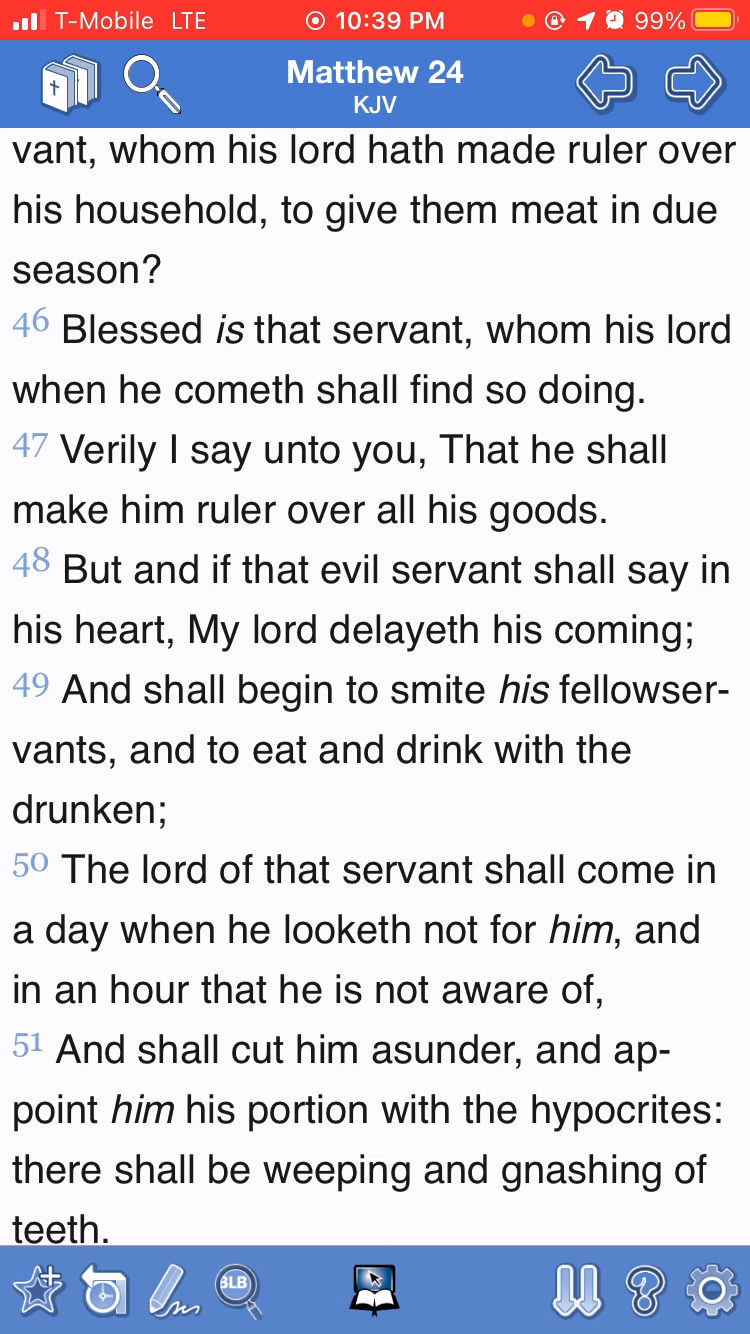 T-Mobile LTE 10:39 PM 99%
Matthew 24
KJV
vant, whom his lord hath made ruler over
his household, to give them meat in due
season?
46 Blessed is that servant, whom his lord
when he cometh shall find so doing.
47 Verily I say unto you, That he shall
make him ruler over all his goods.
48 But and if that evil servant shall say in
his heart, My lord delayeth his coming;
49 And shall begin to smite his fellowser-
vants, and to eat and drink with the
drunken;
50 The lord of that servant shall come in
a day when he looketh not for him, and
in an hour that he is not aware of,
51 And shall cut him asunder, and ap-
point him his portion with the hypocrites:
there shall be weeping and gnashing of
teeth.
BLB